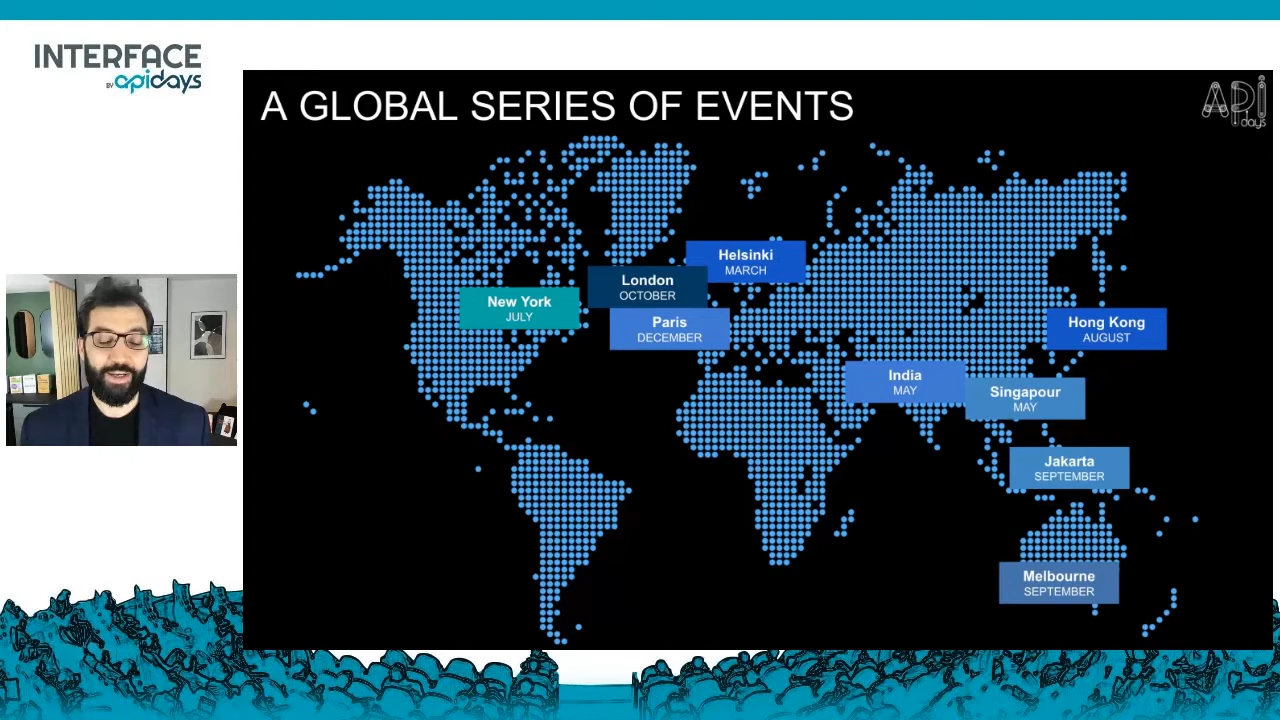 INTERFACE
BY apidays
A GLOBAL SERIES OF EVENTS
API
days
Helsinki
MARCH
London
OCTOBER
New York
JULY
Paris
DECEMBER
Hong Kong
AUGUST
India
MAY
Singapour
MAY
Jakarta
SEPTEMBER
Melbourne
SEPTEMBER